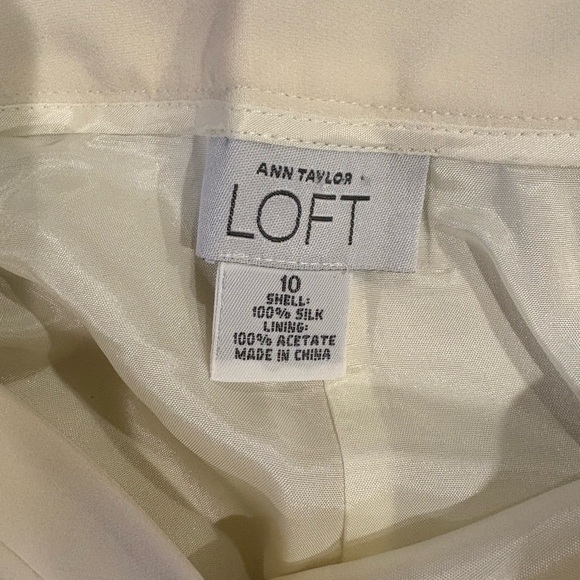 ANN TAYLOR
LOFT
10
SHELL:
100% SILK
LINING:
100% ACETATE
MADE IN CHINA